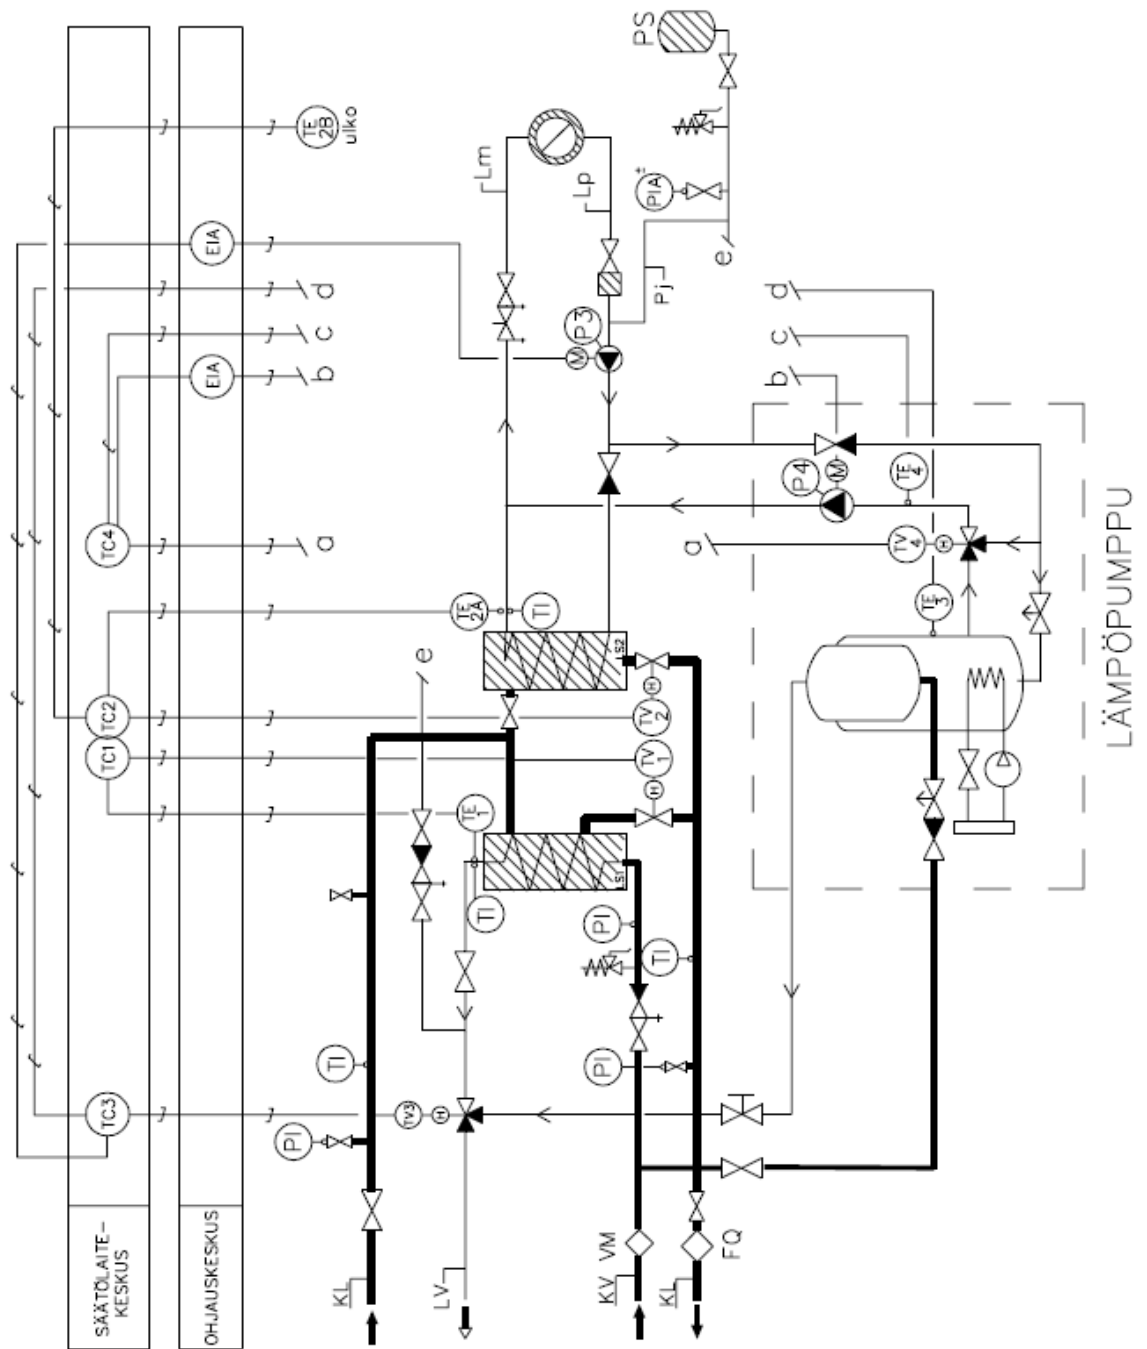 SÄÄTÖLAITE-
KESKUS
OHJAUSKESKUS
TC3
TC1
TC2
TC4
EIA
EIA
TE
2B
ulko
a
b
c
d
KL
PI
TI
LV
TV3
H
TI
TE
1
e
TE
2A
TI
LS1
LS2
TV
1
H
TV
2
H
Lm
Lp
M
P3
Pj
e
PIA
±
PS
KV
VM
KL
FQ
PI
TI
PI
a
b
c
d
P4
M
TE
4
TV
4
H
TE
3
LÄMPÖPUMPPU